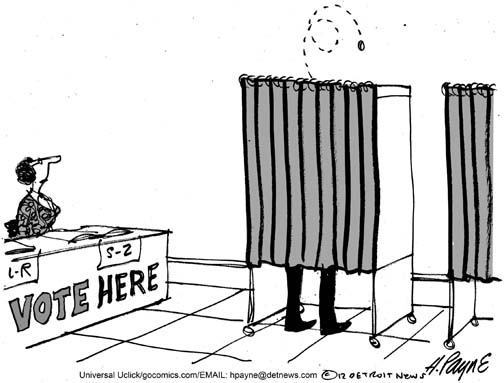 L-R
S-Z
VOTE HERE
H. PAYNE
©12 DETROIT NEWS
Universal Uclick/gocomics.com/EMAIL: hpayne@detnews.com